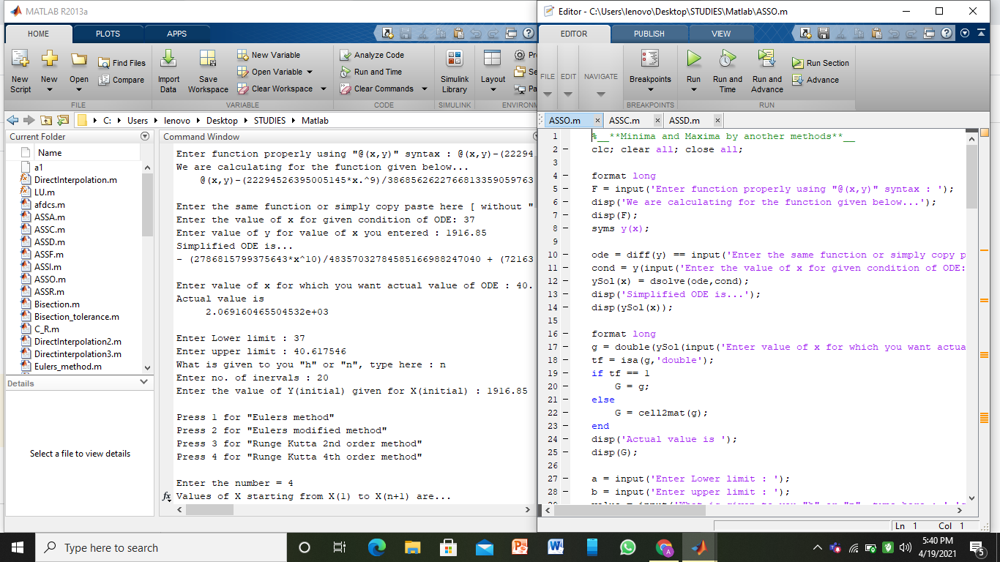 MATLAB R2013a
HOME
PLOTS
APPS
New Script
New
Open
Find Files
Compare
FILE
Import Data
Save Workspace
New Variable
Open Variable
Clear Workspace
VARIABLE
Analyze Code
Run and Time
Clear Commands
CODE
Simulink Library
SIMULINK
Layout
Pr
Se
Pa
ENVIRONM
C: Users lenovo Desktop STUDIES Matlab
Current Folder
Name
a1
DirectInterpolation.m
LU.m
afdcs.m
ASSA.m
ASSC.m
ASSD.m
ASSF.m
ASSI.m
ASSO.m
ASSR.m
Bisection.m
Bisection_tolerance.m
C_R.m
DirectInterpolation2.m
Directinterpolation3.m
Eulers_method.m
Details
Select a file to view details
Command Window
Enter function properly using "@(x,y)" syntax : @(x,y)-(22294
We are calculating for the function given below...
@(x,y)-(22294526395005145*x.^9)/3868562622766813359059763
Enter the same function or simply copy paste here [ without "
Enter the value of x for given condition of ODE: 37
Enter value of y for value of x you entered : 1916.85
Simplified ODE is...
- (2786815799375643*x^10)/4835703278458516698824704​0 + (72163
Enter value of x for which you want actual value of ODE : 40.
Actual value is
2.069160465504532e+03
Enter Lower limit : 37
Enter upper limit : 40.617546
What is given to you "h" or "n", type here : n
Enter no. of inervals : 20
Enter the value of Y(initial) given for X(initial) : 1916.85
Press 1 for "Eulers method"
Press 2 for "Eulers modified method"
Press 3 for "Runge Kutta 2nd order method"
Press 4 for "Runge Kutta 4th order method"
Enter the number = 4
fx Values of X starting from X(1) to X(n+1) are...
Editor - C:\Users\lenovo\Desktop\STUDIES\Matlab\ASSO.m
EDITOR
PUBLISH
VIEW
FILE
EDIT
NAVIGATE
Breakpoints
BREAKPOINTS
Run
Run and Time
Run and Advance
Run Section
Advance
RUN
ASSO.m × ASSC.m × ASSD.m ×
1 %__**Minima and Maxima by another methods**__
2 clc; clear all; close all;
3
4 format long
5 F = input('Enter function properly using "@(x,y)" syntax : ');
6 disp('We are calculating for the function given below...');
7 disp(F);
8 syms y(x);
9
10 ode = diff(y) == input('Enter the same function or simply copy p
11 cond = y(input('Enter the value of x for given condition of ODE:
12 ySol(x) = dsolve(ode,cond);
13 disp('Simplified ODE is...');
14 disp(ySol(x));
15
16 format long
17 g = double(ySol(input('Enter value of x for which you want actua
18 tf = isa(g,'double');
19 if tf == 1
20 G = g;
21 else
22 G = cell2mat(g);
23 end
24 disp('Actual value is ');
25 disp(G);
26
27 a = input('Enter Lower limit : ');
28 b = input('Enter upper limit : ');
Ln 1 Col 1
Type here to search
5:40 PM
4/19/2021
5